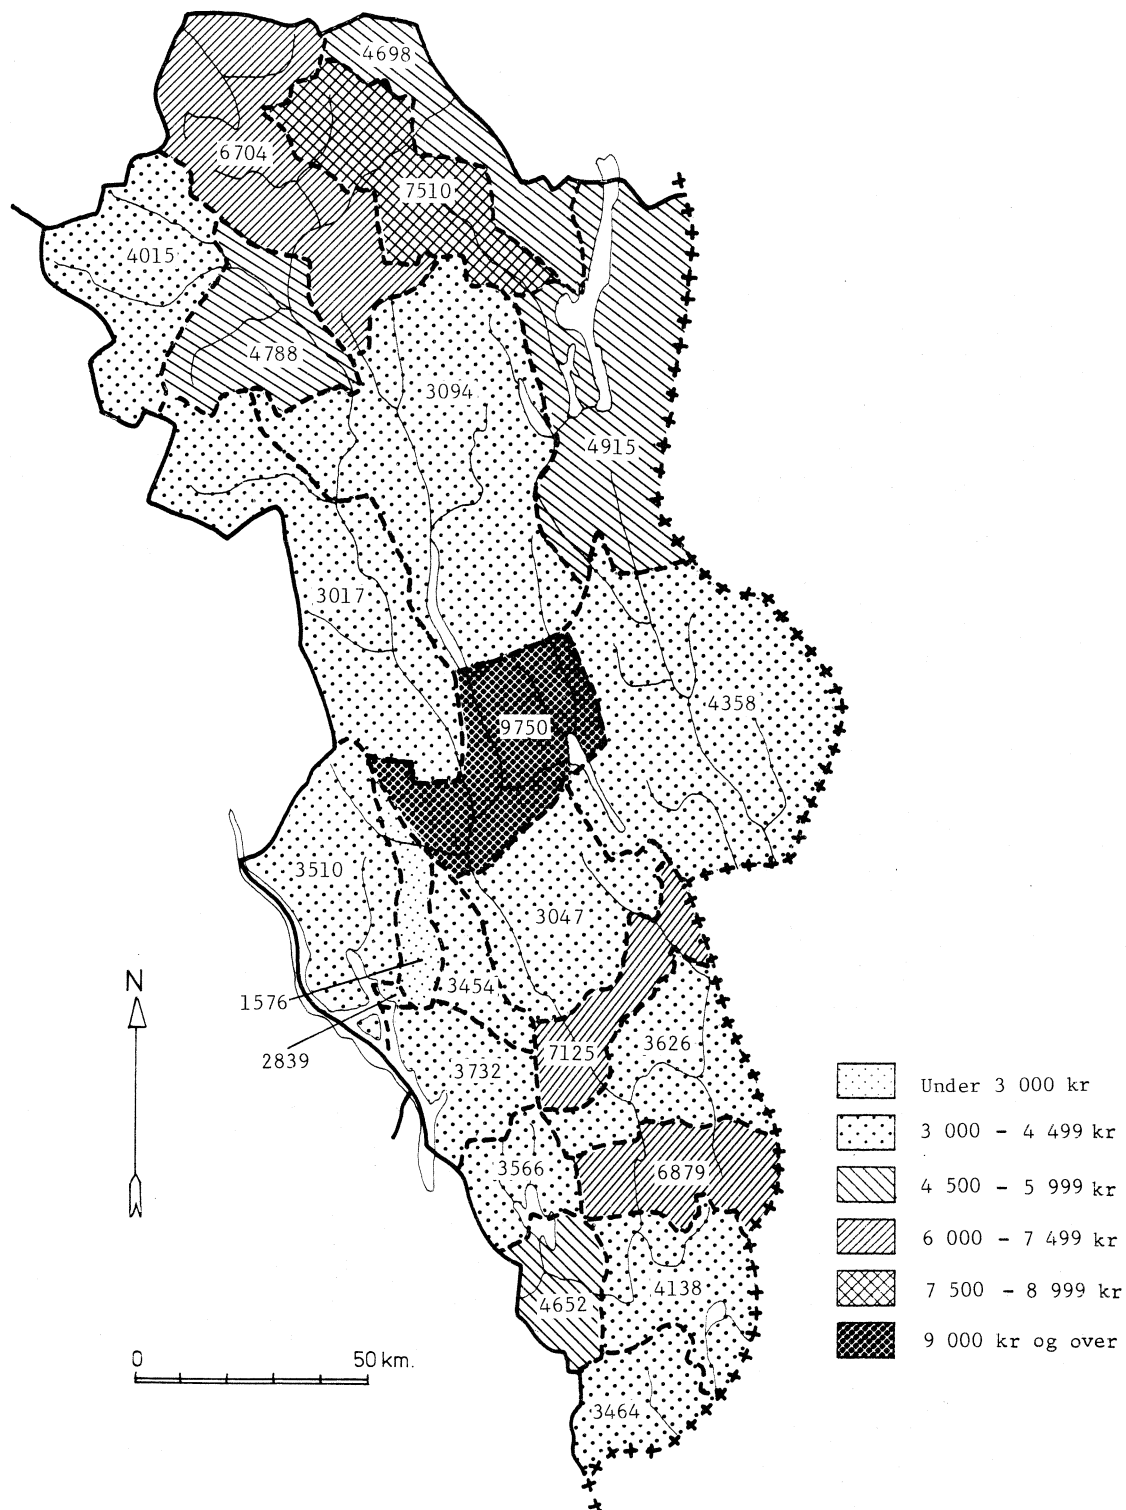 4698
6704
7510
4015
4788
3094
4915
3017
4358
9750
3510
3047
N
1576
3454
2839
7125
3626
3732
3566
6879
4652
4138
3464
0 50 km.
Under 3 000 kr
3 000 – 4 499 kr
4 500 – 5 999 kr
6 000 – 7 499 kr
7 500 – 8 999 kr
9 000 kr og over